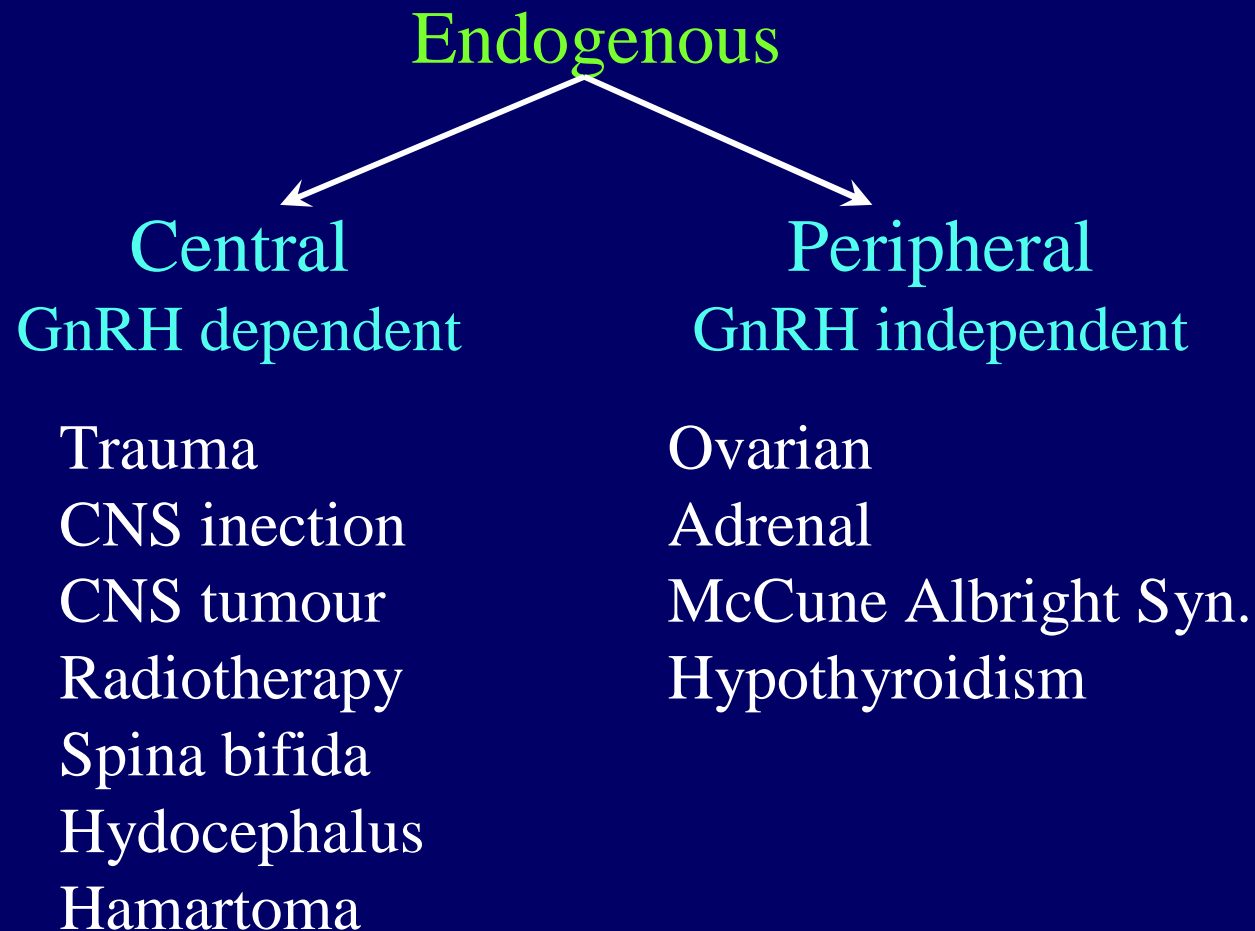 Endogenous
Central
GnRH dependent
Trauma
CNS inection
CNS tumour
Radiotherapy
Spina bifida
Hydocephalus
Hamartoma
Peripheral
GnRH independent
Ovarian
Adrenal
McCune Albright Syn.
Hypothyroidism